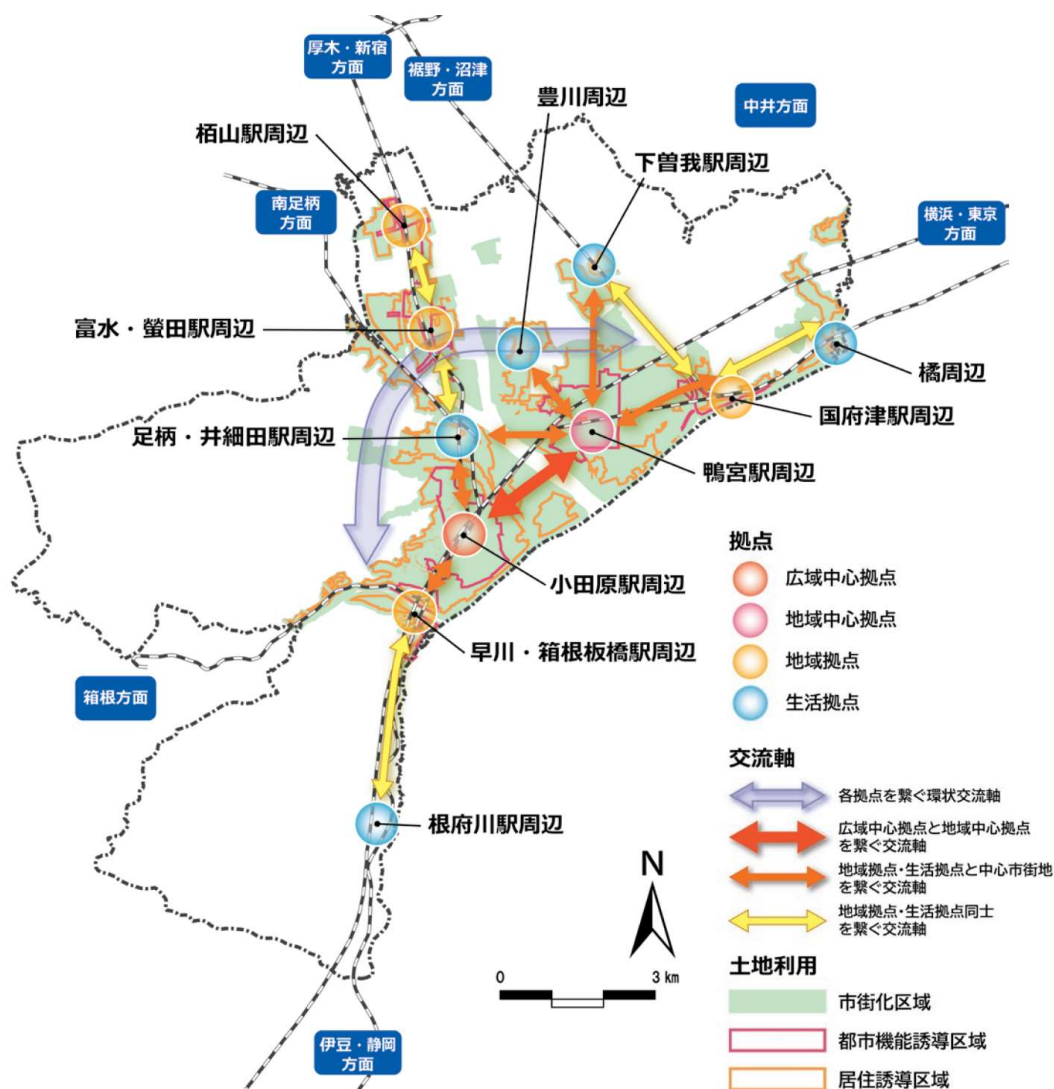 厚木・新宿
方面
裾野・沼津
方面
豊川周辺
中井方面
栢山駅周辺
下曽我駅周辺
南足柄
方面
横浜・東京
方面
富水・螢田駅周辺
橘周辺
国府津駅周辺
足柄・井細田駅周辺
鴨宮駅周辺
小田原駅周辺
早川・箱根板橋駅周辺
箱根方面
根府川駅周辺
伊豆・静岡
方面
N
0 3 km
拠点
広域中心拠点
地域中心拠点
地域拠点
生活拠点
交流軸
各拠点を繋ぐ環状交流軸
広域中心拠点と地域中心拠点
を繋ぐ交流軸
地域拠点・生活拠点と中心市街地
を繋ぐ交流軸
地域拠点・生活拠点同士
を繋ぐ交流軸
土地利用
市街化区域
都市機能誘導区域
居住誘導区域